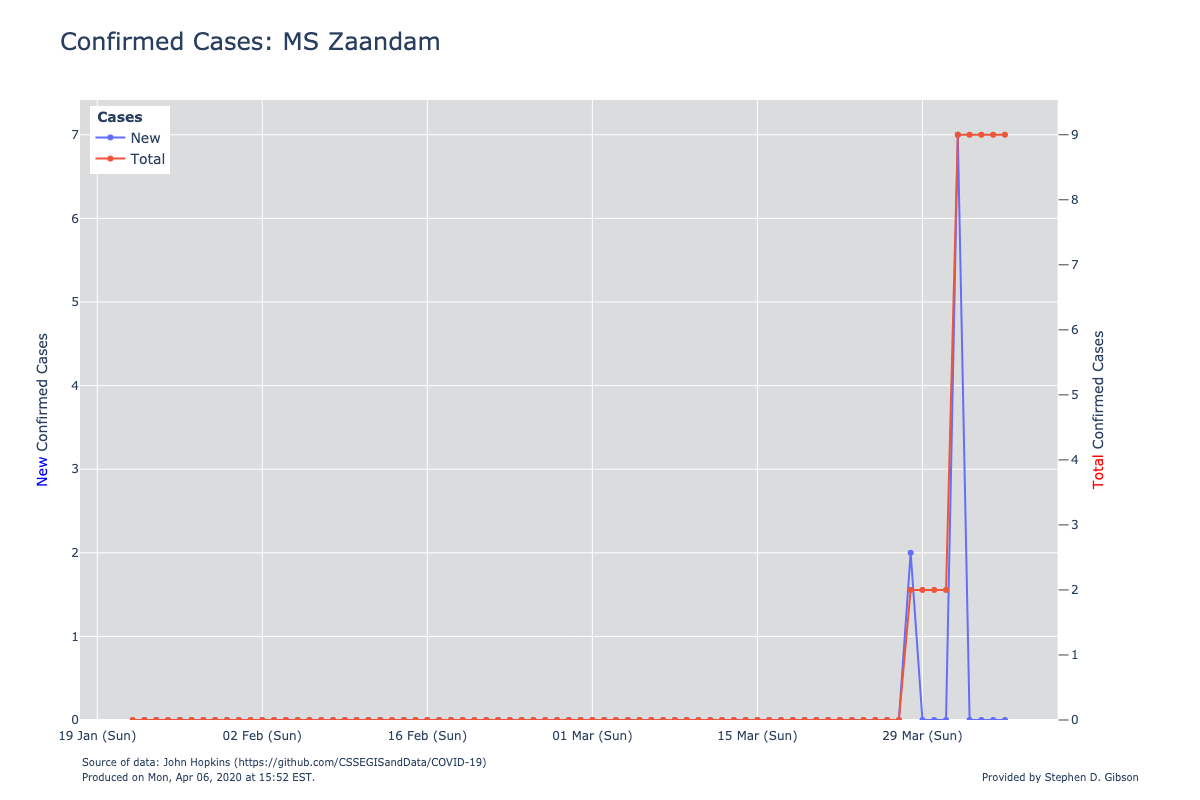 Confirmed Cases: MS Zaandam
Cases
New
Total
7
6
5
4
3
2
1
0
New Confirmed Cases
9
8
7
6
5
4
3
2
1
0
Total Confirmed Cases
19 Jan (Sun) 02 Feb (Sun) 16 Feb (Sun) 01 Mar (Sun) 15 Mar (Sun) 29 Mar (Sun)
Source of data: John Hopkins (https://github.com/CSSEGISandData/COVID-19)
Produced on Mon, Apr 06, 2020 at 15:52 EST.
Provided by Stephen D. Gibson